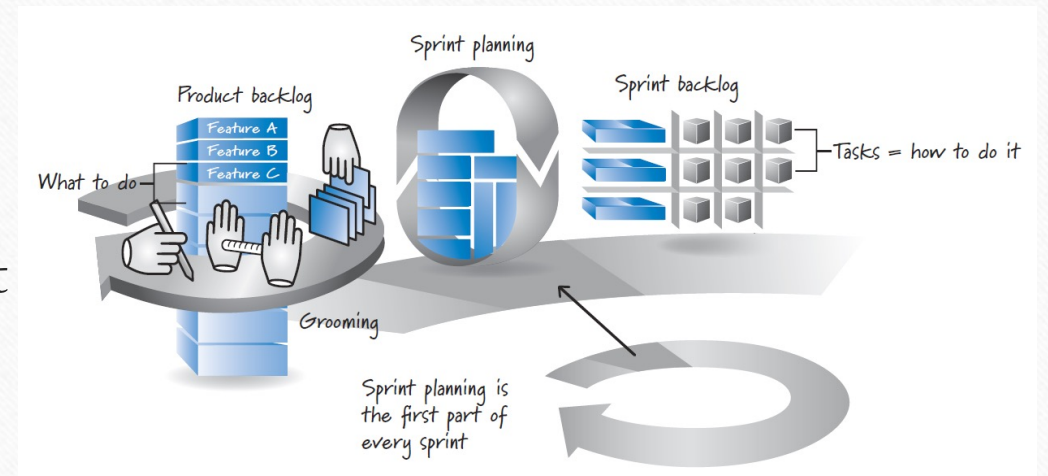 Sprint planning
Product backlog
Sprint backlog
Feature A
Feature B
Feature C
What to do
Tasks = how to do it
Grooming
Sprint planning is
the first part of
every sprint